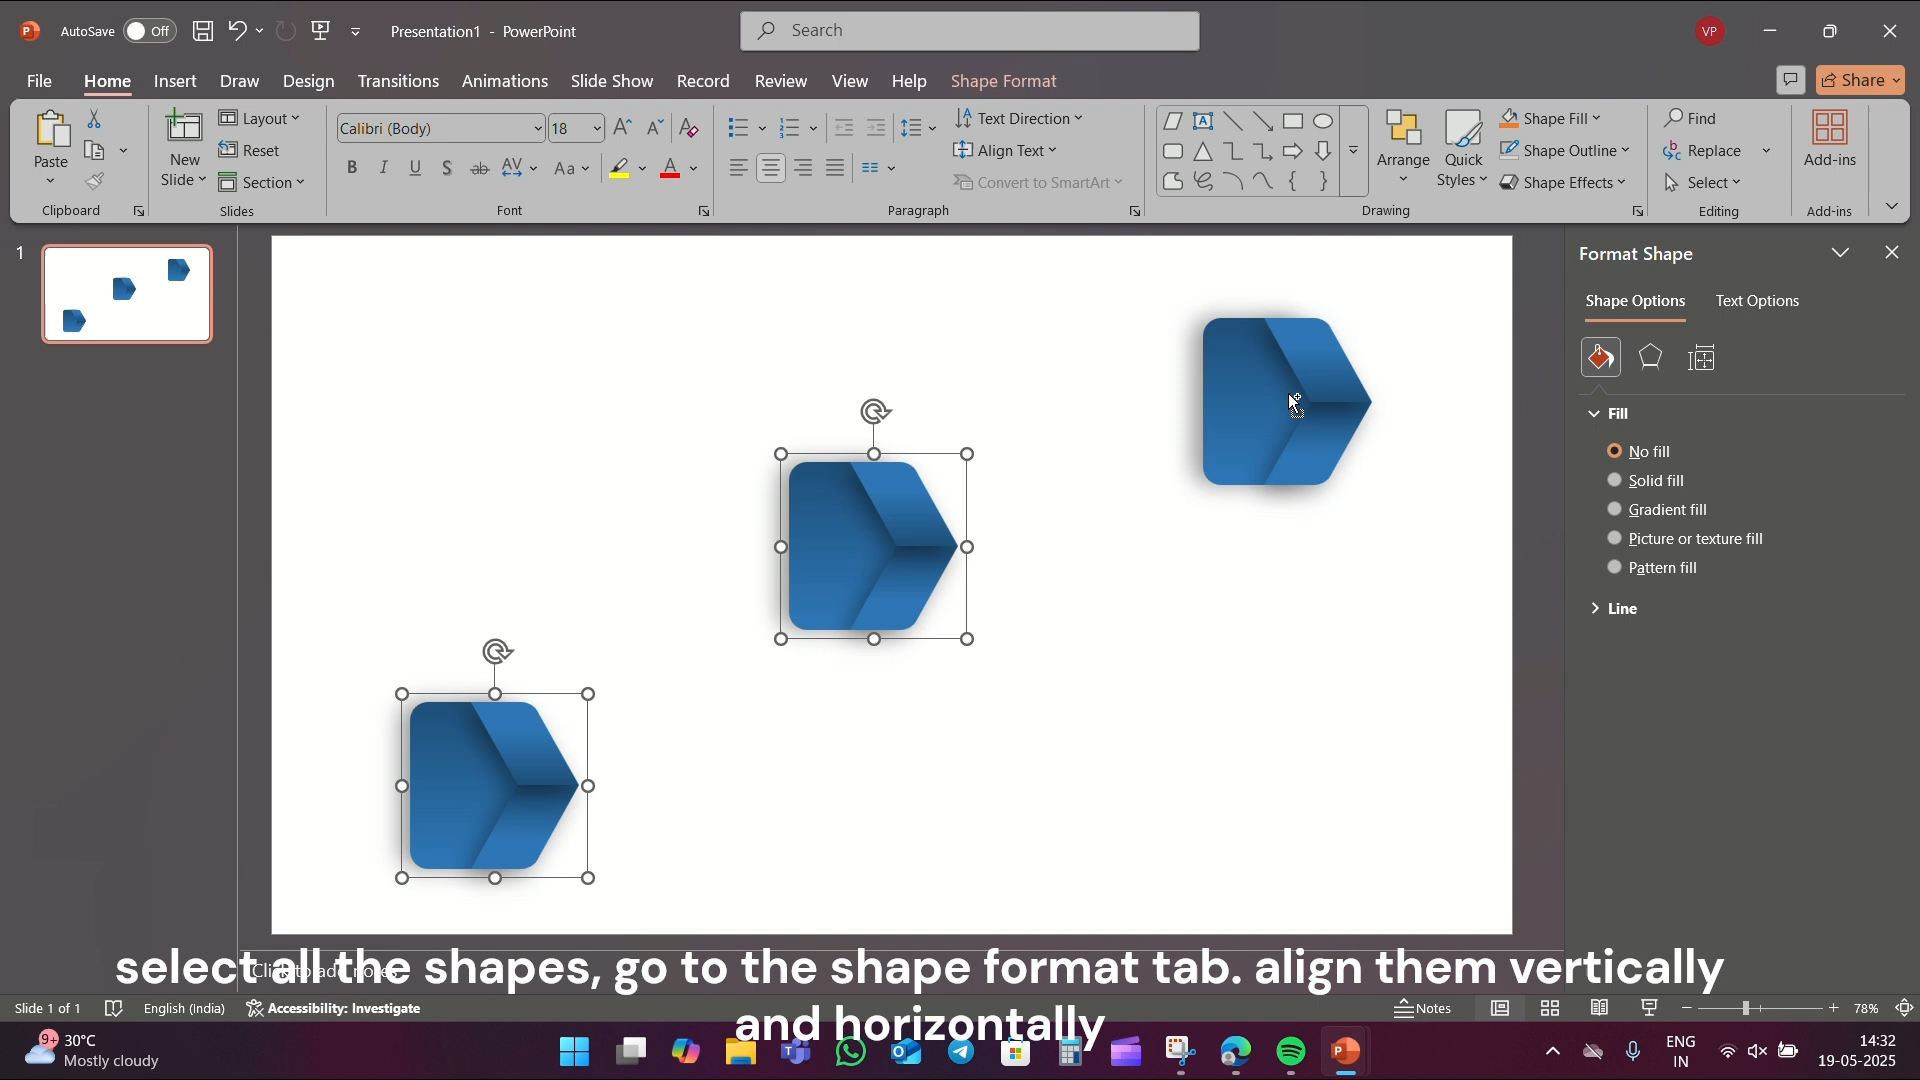 AutoSave Off Presentation1 - PowerPoint Search VP
File Home Insert Draw Design Transitions Animations Slide Show Record Review View Help Shape Format Share
Paste
New Slide
Layout
Reset
Section
Calibri (Body) 18
Text Direction
Align Text
Convert to SmartArt
Arrange
Quick Styles
Shape Fill
Shape Outline
Shape Effects
Find
Replace
Select
Add-ins
Clipboard Slides Font Paragraph Drawing Editing Add-ins
1
Format Shape
Shape Options Text Options
Fill
No fill
Solid fill
Gradient fill
Picture or texture fill
Pattern fill
Line
Click to add notes
select all the shapes, go to the shape format tab. align them vertically
and horizontally
Slide 1 of 1 English (India) Accessibility: Investigate Notes 78%
9+ 30°C
Mostly cloudy
ENG
IN
14:32
19-05-2025